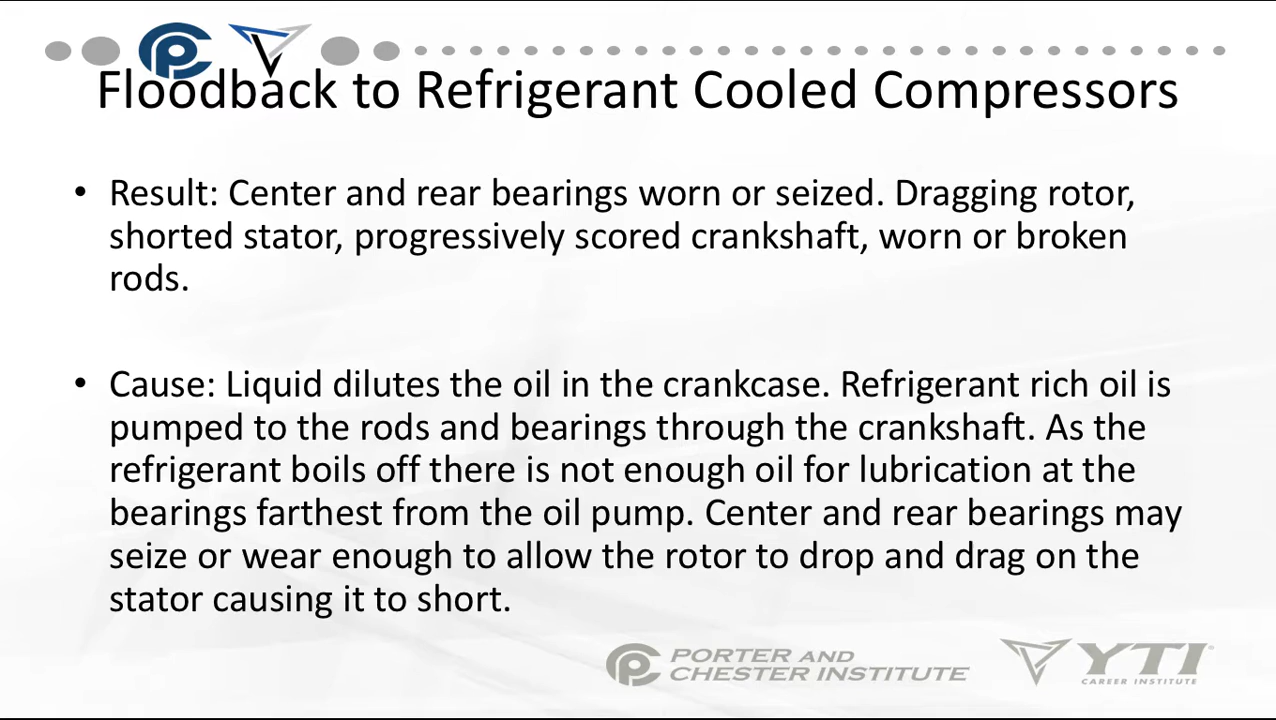 Floodback to Refrigerant Cooled Compressors
• Result: Center and rear bearings worn or seized. Dragging rotor,
shorted stator, progressively scored crankshaft, worn or broken
rods.
• Cause: Liquid dilutes the oil in the crankcase. Refrigerant rich oil is
pumped to the rods and bearings through the crankshaft. As the
refrigerant boils off there is not enough oil for lubrication at the
bearings farthest from the oil pump. Center and rear bearings may
seize or wear enough to allow the rotor to drop and drag on the
stator causing it to short.
PORTER AND
CHESTER INSTITUTE
YTI
CAREER INSTITUTE